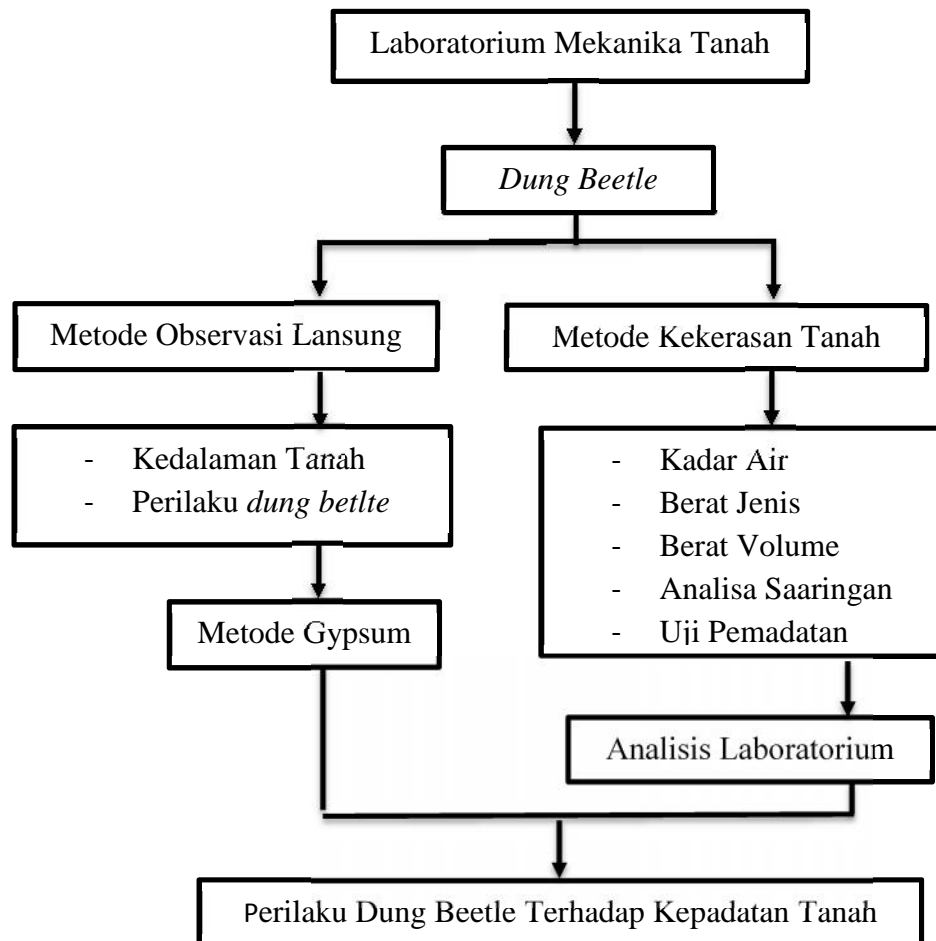 Laboratorium Mekanika Tanah
Dung Beetle
Metode Observasi Lansung
- Kedalaman Tanah
- Perilaku dung betlte
Metode Gypsum
Metode Kekerasan Tanah
- Kadar Air
- Berat Jenis
- Berat Volume
- Analisa Saaringan
- Uji Pemadatan
Analisis Laboratorium
Perilaku Dung Beetle Terhadap Kepadatan Tanah